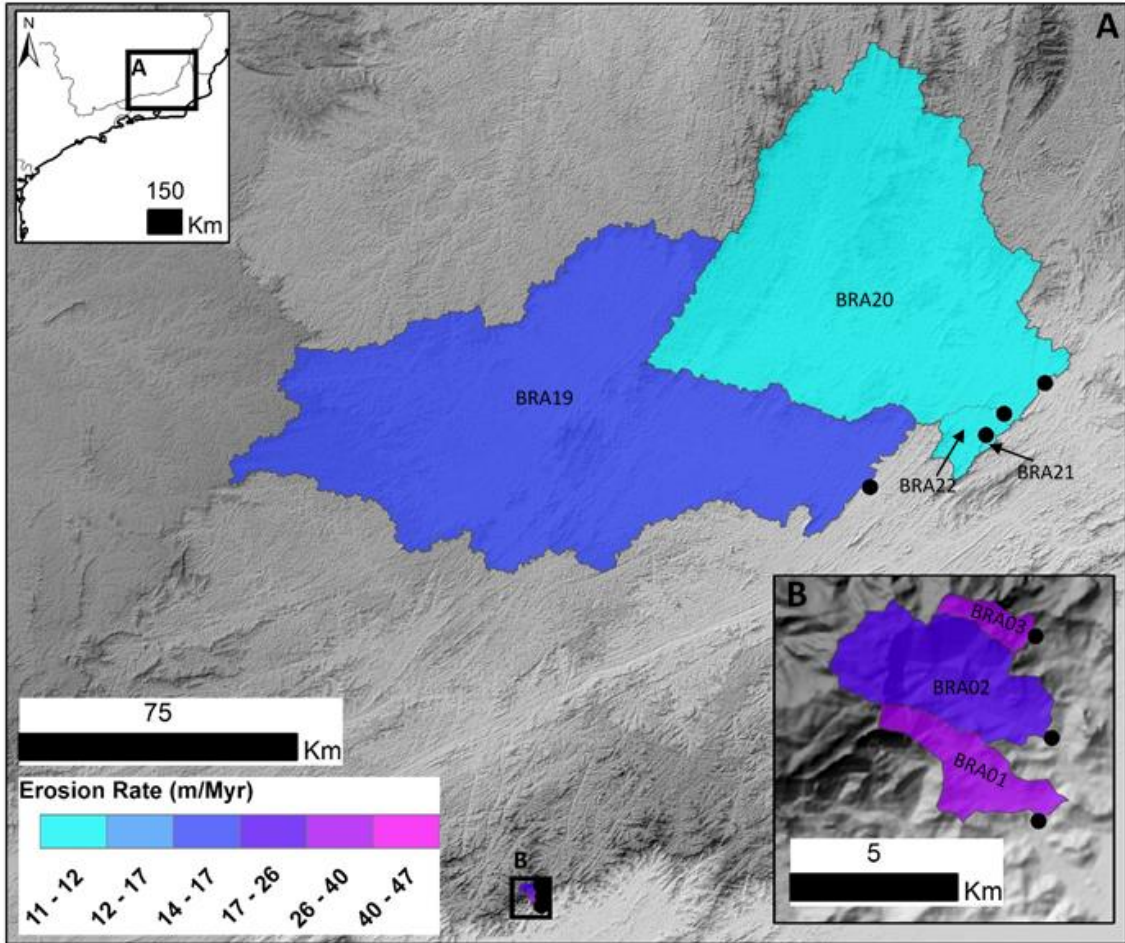 N
A
150
Km
A
BRA20
BRA19
BRA22
BRA21
B
BRA03
BRA02
BRA01
5
Km
75
Km
Erosion Rate (m/Myr)
11 - 12
12 - 17
14 - 17
17 - 26
26 - 40
40 - 47
B